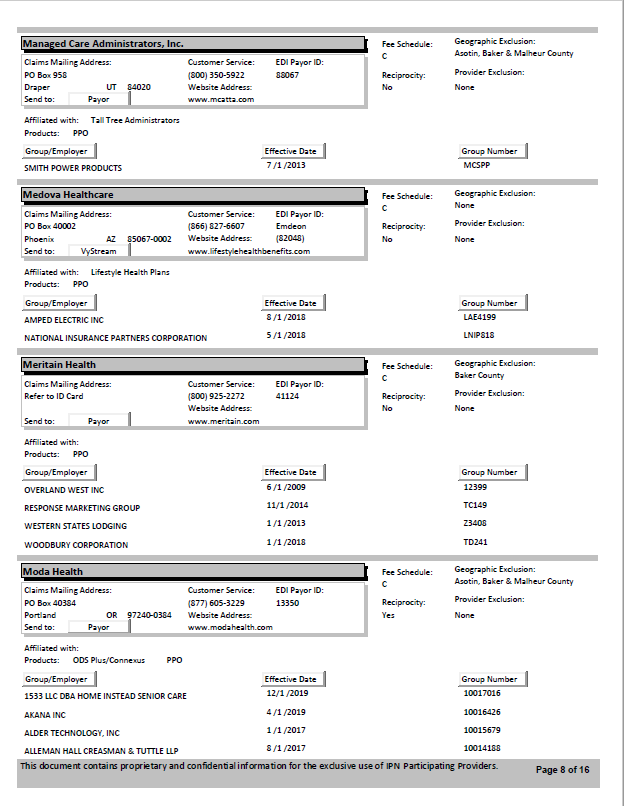 Managed Care Administrators, Inc.
Fee Schedule: Geographic Exclusion:
C Asotin, Baker & Malheur County
Claims Mailing Address: Customer Service: EDI Payor ID:
PO Box 958 (800) 350-5922 88067 Reciprocity: Provider Exclusion:
Draper UT 84020 Website Address: No None
Send to: Payor www.mcatta.com
Affiliated with: Tall Tree Administrators
Products: PPO
Group/Employer Effective Date Group Number
SMITH POWER PRODUCTS 7 /1 /2013 MCSPP
Medova Healthcare
Fee Schedule: Geographic Exclusion:
C None
Claims Mailing Address: Customer Service: EDI Payor ID:
PO Box 40002 (866) 827-6607 Emdeon Reciprocity: Provider Exclusion:
Phoenix AZ 85067-0002 Website Address: (82048) No None
Send to: VyStream www.lifestylehealthbenefits.com
Affiliated with: Lifestyle Health Plans
Products: PPO
Group/Employer Effective Date Group Number
AMPED ELECTRIC INC 8 /1 /2018 LAE4199
NATIONAL INSURANCE PARTNERS CORPORATION 5 /1 /2018 LNIP818
Meritain Health
Fee Schedule: Geographic Exclusion:
C Baker County
Claims Mailing Address: Customer Service: EDI Payor ID:
Refer to ID Card (800) 925-2272 41124 Reciprocity: Provider Exclusion:
Website Address: No None
Send to: Payor www.meritain.com
Affiliated with:
Products: PPO
Group/Employer Effective Date Group Number
OVERLAND WEST INC 6 /1 /2009 12399
RESPONSE MARKETING GROUP 11/1 /2014 TC149
WESTERN STATES LODGING 1 /1 /2013 Z3408
WOODBURY CORPORATION 1 /1 /2018 TD241
Moda Health
Fee Schedule: Geographic Exclusion:
C Asotin, Baker & Malheur County
Claims Mailing Address: Customer Service: EDI Payor ID:
PO Box 40384 (877) 605-3229 13350 Reciprocity: Provider Exclusion:
Portland OR 97240-0384 Website Address: Yes None
Send to: Payor www.modahealth.com
Affiliated with:
Products: ODS Plus/Connexus PPO
Group/Employer Effective Date Group Number
1533 LLC DBA HOME INSTEAD SENIOR CARE 12/1 /2019 10017016
AKANA INC 4 /1 /2019 10016426
ALDER TECHNOLOGY, INC 1 /1 /2017 10015679
ALLEMAN HALL CREASMAN & TUTTLE LLP 8 /1 /2017 10014188
This document contains proprietary and confidential information for the exclusive use of IPN Participating Providers. Page 8 of 16